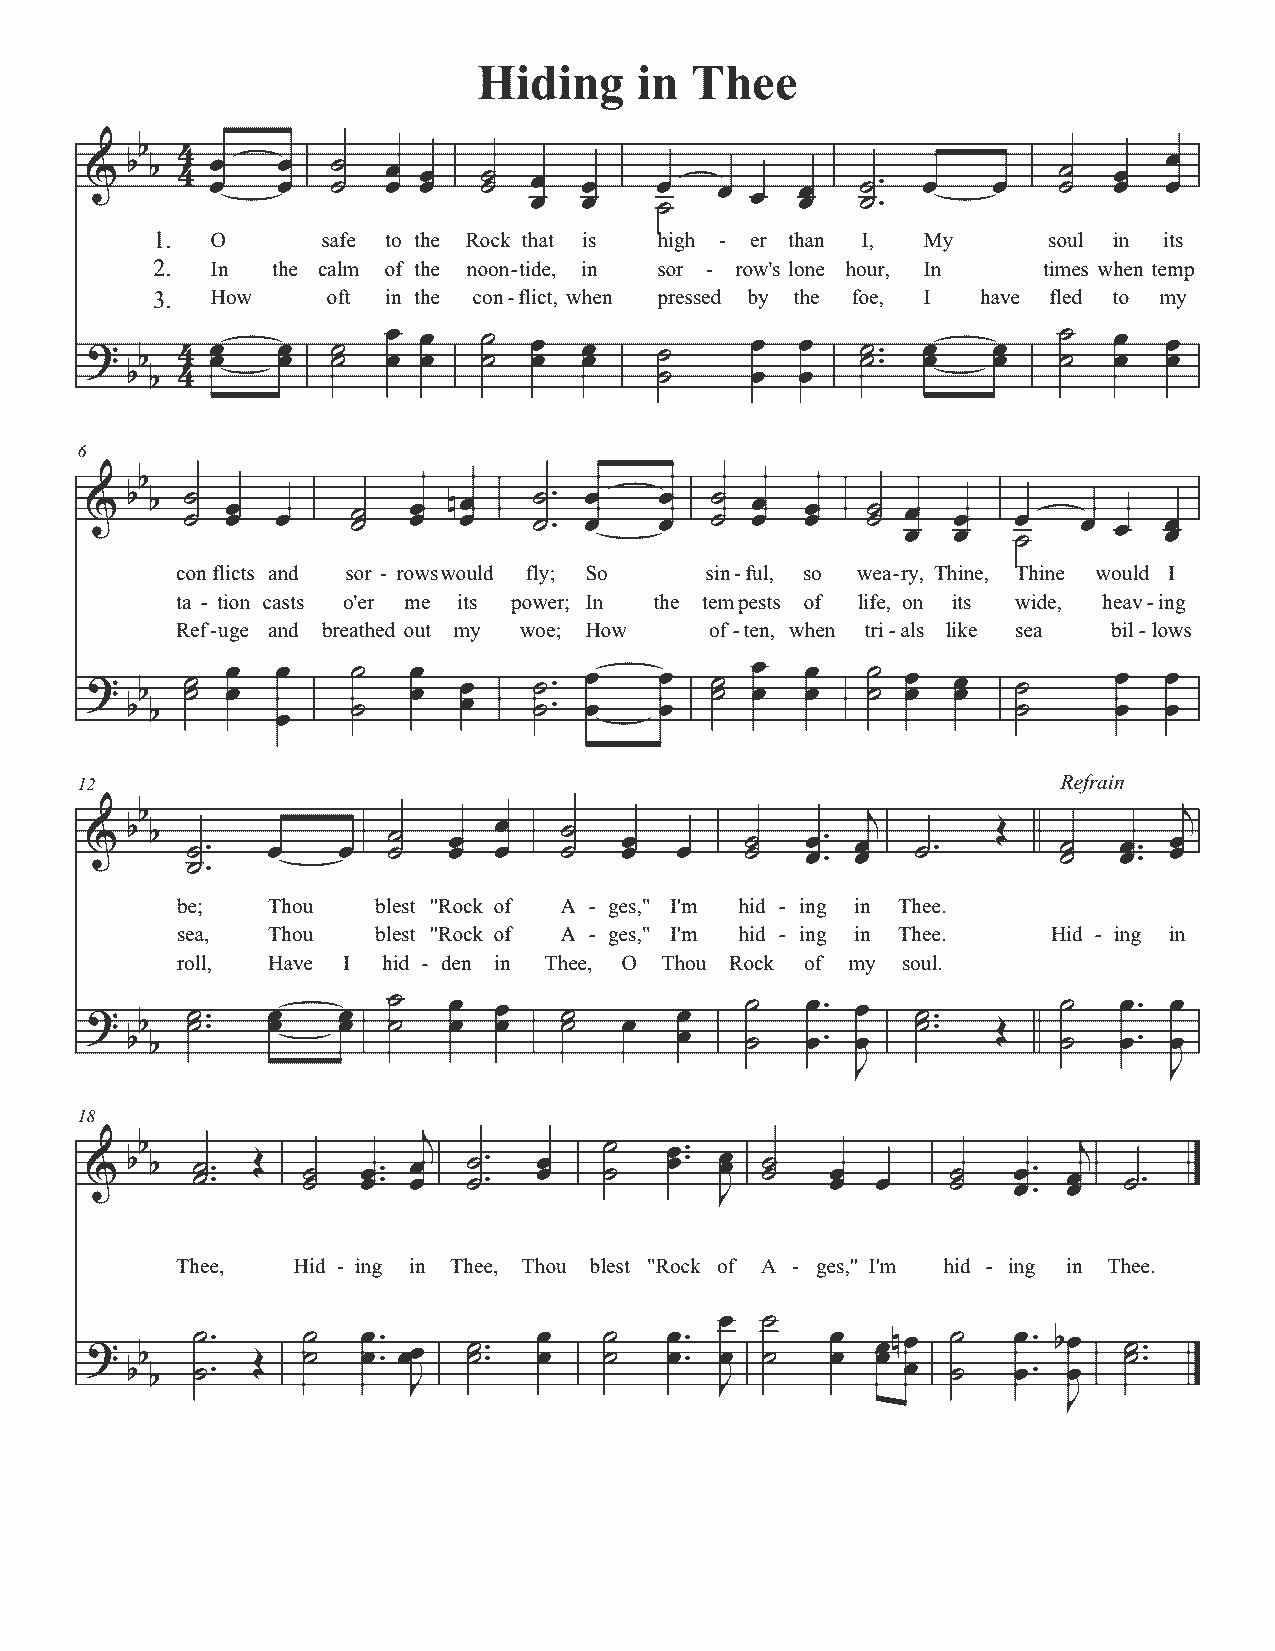 Hiding in Thee
1. O safe to the Rock that is high - er than I, My soul in its
2. In the calm of the noon-tide, in sor - row's lone hour, In times when temp
3. How oft in the con-flict, when pressed by the foe, I have fled to my
6
con flicts and sor - rows would fly; So sin-ful, so wea-ry, Thine, Thine would I
ta - tion casts o'er me its power; In the tem pests of life, on its wide, heav-ing
Ref-uge and breathed out my woe; How of-ten, when tri-als like sea bil-lows
12 Refrain
be; Thou blest "Rock of A - ges," I'm hid - ing in Thee.
sea, Thou blest "Rock of A - ges," I'm hid - ing in Thee. Hid - ing in
roll, Have I hid - den in Thee, O Thou Rock of my soul.
18
Thee, Hid - ing in Thee, Thou blest "Rock of A - ges," I'm hid - ing in Thee.